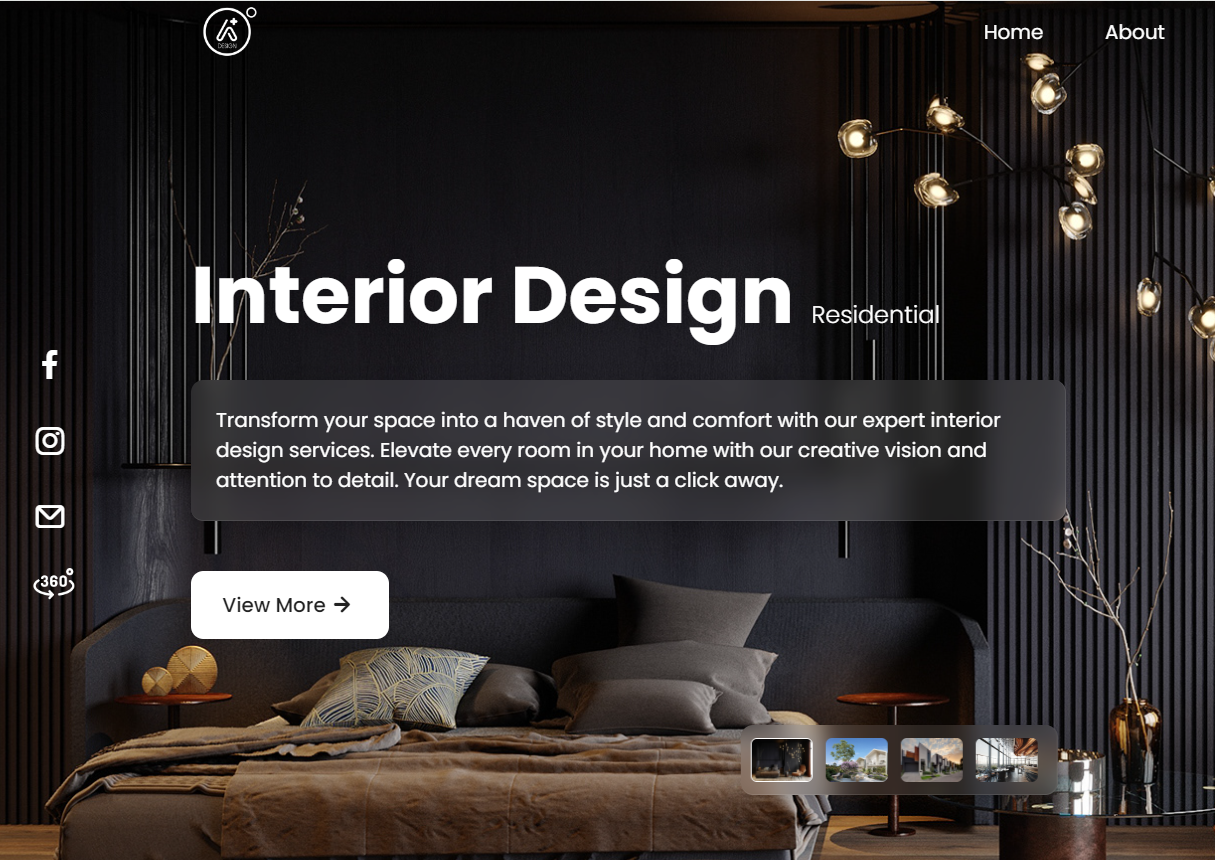 DESIGN
Home
About
Interior Design Residential
Transform your space into a haven of style and comfort with our expert interior
design services. Elevate every room in your home with our creative vision and
attention to detail. Your dream space is just a click away.
360°
View More →